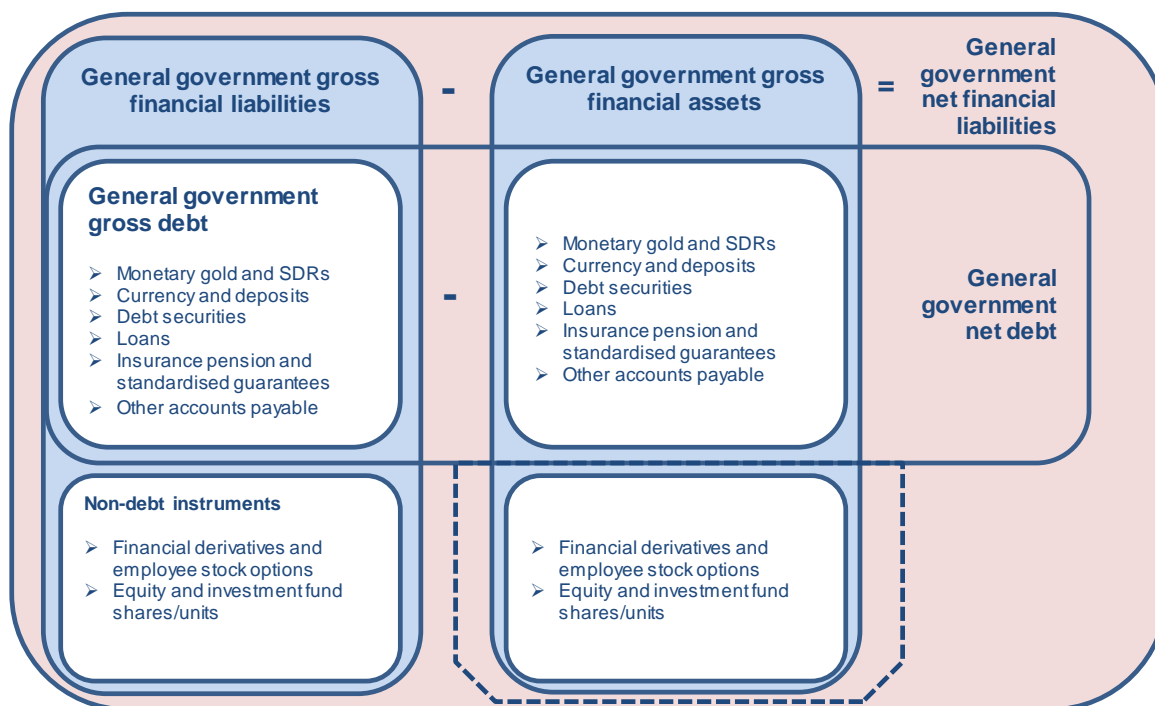 General government gross
financial liabilities
-
General government gross
financial assets
=
General
government
net financial
liabilities
General government
gross debt
➢ Monetary gold and SDRs
➢ Currency and deposits
➢ Debt securities
➢ Loans
➢ Insurance pension and
standardised guarantees
➢ Other accounts payable
-
➢ Monetary gold and SDRs
➢ Currency and deposits
➢ Debt securities
➢ Loans
➢ Insurance pension and
standardised guarantees
➢ Other accounts payable
General
government
net debt
Non-debt instruments
➢ Financial derivatives and
employee stock options
➢ Equity and investment fund
shares/units
➢ Financial derivatives and
employee stock options
➢ Equity and investment fund
shares/units